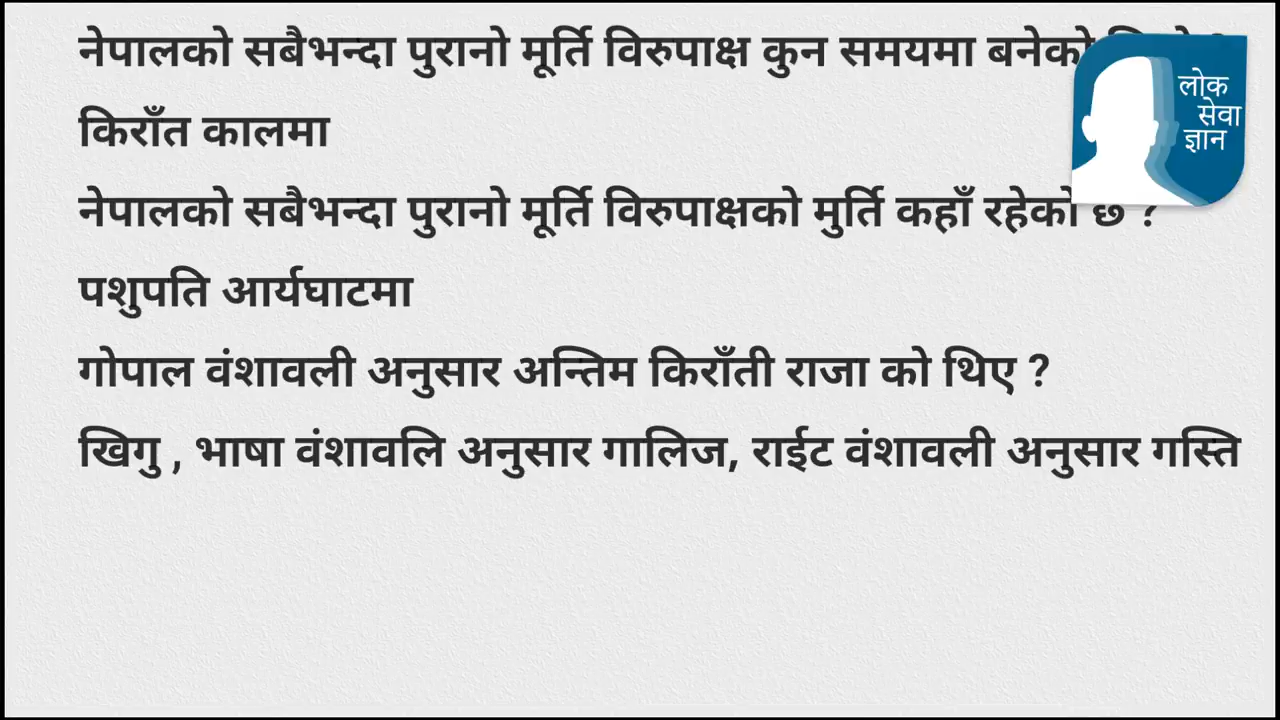 नेपालको सबैभन्दा पुरानो मूर्ति विरुपाक्ष कुन समयमा बनेको
किराँत कालमा
नेपालको सबैभन्दा पुरानो मूर्ति विरुपाक्षको मुर्ति कहाँ रहेको छ ?
पशुपति आर्यघाटमा
गोपाल वंशावली अनुसार अन्तिम किराँती राजा को थिए ?
खिगु , भाषा वंशावलि अनुसार गालिज, राईट वंशावली अनुसार गस्ति
लोक
सेवा
ज्ञान